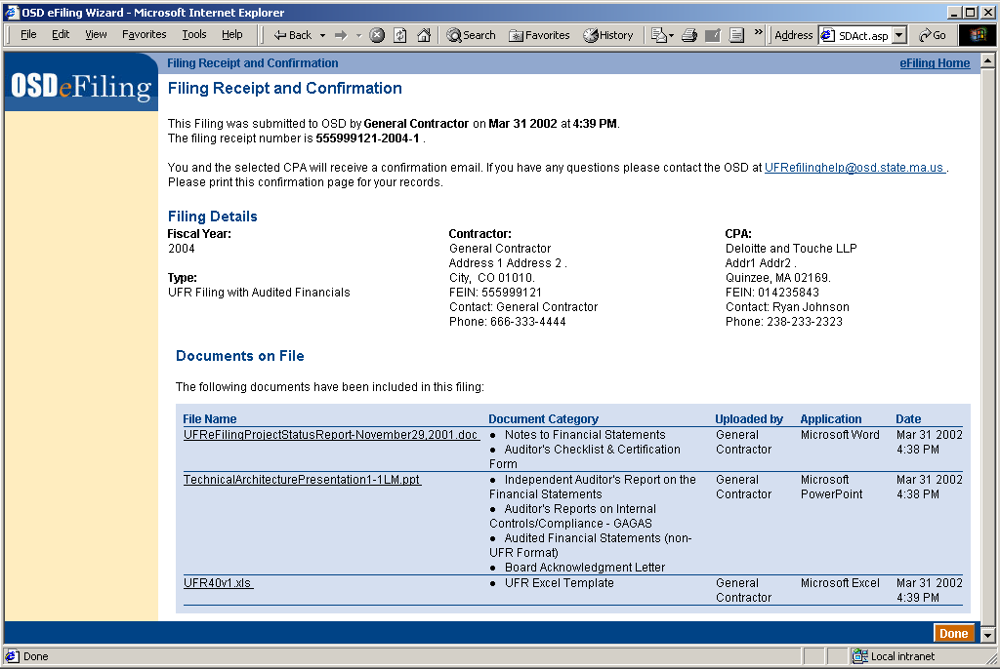 OSD eFiling Wizard - Microsoft Internet Explorer
File Edit View Favorites Tools Help Back Search Favorites History » Address SDAct.asp Go
OSDeFiling
Filing Receipt and Confirmation eFiling Home
Filing Receipt and Confirmation
This Filing was submitted to OSD by General Contractor on Mar 31 2002 at 4:39 PM.
The filing receipt number is 555999121-2004-1 .
You and the selected CPA will receive a confirmation email. If you have any questions please contact the OSD at UFRefilinghelp@osd.state.ma.us .
Please print this confirmation page for your records.
Filing Details
Fiscal Year: Contractor: CPA:
2004 General Contractor Deloitte and Touche LLP
Address 1 Address 2 . Addr1 Addr2 .
Type: City, CO 01010. Quinzee, MA 02169.
UFR Filing with Audited Financials FEIN: 555999121 FEIN: 014235843
Contact: General Contractor Contact: Ryan Johnson
Phone: 666-333-4444 Phone: 238-233-2323
Documents on File
The following documents have been included in this filing:
File Name Document Category Uploaded by Application Date
UFReFilingProjectStatusReport-November29,2001.doc • Notes to Financial Statements General Microsoft Word Mar 31 2002
• Auditor's Checklist & Certification Contractor 4:38 PM
Form
TechnicalArchitecturePresentation1-1LM.ppt • Independent Auditor's Report on the General Microsoft Mar 31 2002
Financial Statements Contractor PowerPoint 4:38 PM
• Auditor's Reports on Internal
Controls/Compliance - GAGAS
• Audited Financial Statements (non-
UFR Format)
• Board Acknowledgment Letter
UFR40v1.xls • UFR Excel Template General Microsoft Excel Mar 31 2002
Contractor 4:39 PM
Done
Done Local intranet